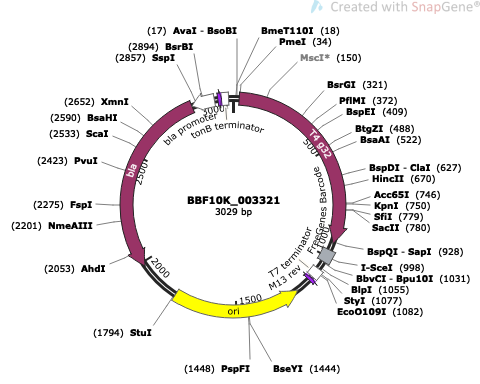 Created with SnapGene®
(17) AvaI - BsoBI
BmeT110I (18)
(2894) BsrBI
PmeI (34)
(2857) SspI
MscI* (150)
BsrGI (321)
(2652) XmnI
PflMI (372)
(2590) BsaHI
BspEI (409)
(2533) ScaI
BtgZI (488)
BsaAI (522)
(2423) PvuI
BspDI - ClaI (627)
HincII (670)
Acc65I (746)
(2275) FspI
KpnI (750)
SfiI (779)
(2201) NmeAIII
SacII (780)
BspQI - SapI (928)
(2053) AhdI
I-SceI (998)
BbvCI - Bpu10I (1031)
BlpI (1055)
StyI (1077)
EcoO109I (1082)
(1794) StuI
(1448) PspFI
BseYI (1444)
BBF10K_003321
3029 bp
bla promoter
tonB terminator
T4 g32
bla
FreeGenes Barcode
T7 terminator
M13 rev
ori
500
1000
1500
2000
2500
3000